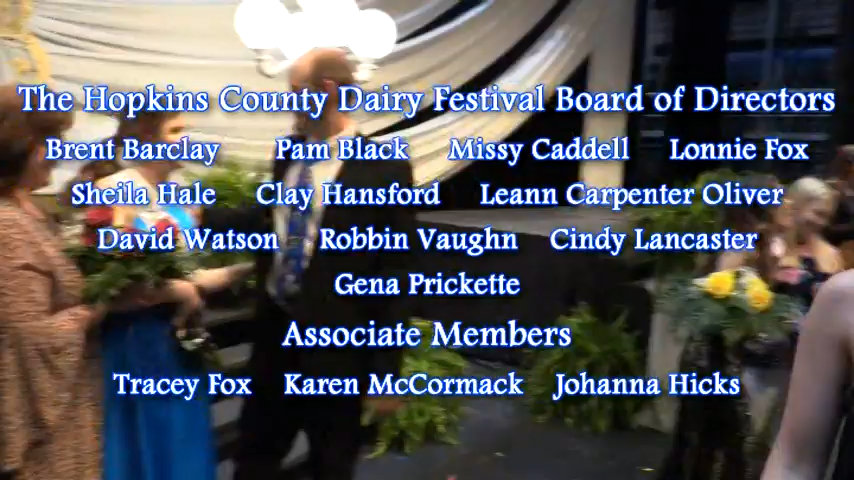 The Hopkins County Dairy Festival Board of Directors
Brent Barclay Pam Black Missy Caddell Lonnie Fox
Sheila Hale Clay Hansford Leann Carpenter Oliver
David Watson Robbin Vaughn Cindy Lancaster
Gena Prickette
Associate Members
Tracey Fox Karen McCormack Johanna Hicks